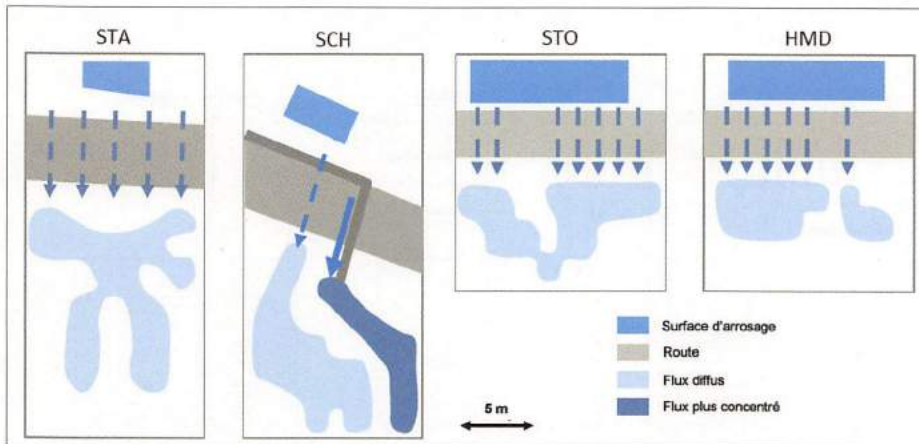 STA
SCH
STO
HMD
Surface d'arrosage
Route
Flux diffus
Flux plus concentré
5 m